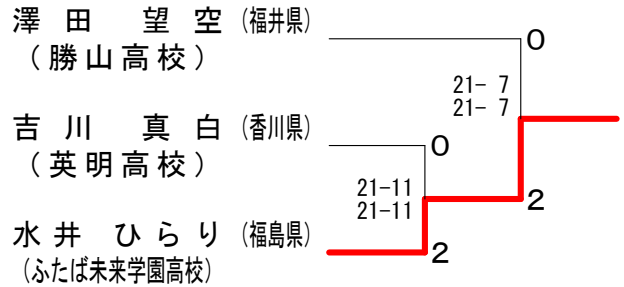 澤田 望空 (福井県)
(勝山高校)
0
21- 7
21- 7
吉川 真白 (香川県)
(英明高校)
0
21-11
21-11
2
水井 ひらり (福島県)
(ふたば未来学園高校)
2